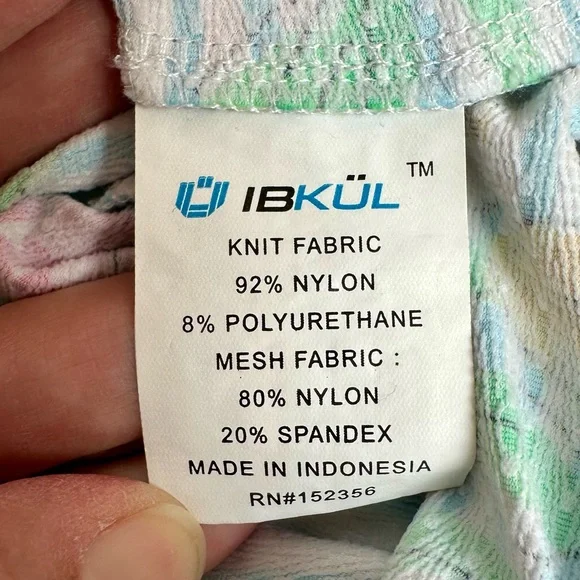 IBKÜL™
KNIT FABRIC
92% NYLON
8% POLYURETHANE
MESH FABRIC :
80% NYLON
20% SPANDEX
MADE IN INDONESIA
RN#152356